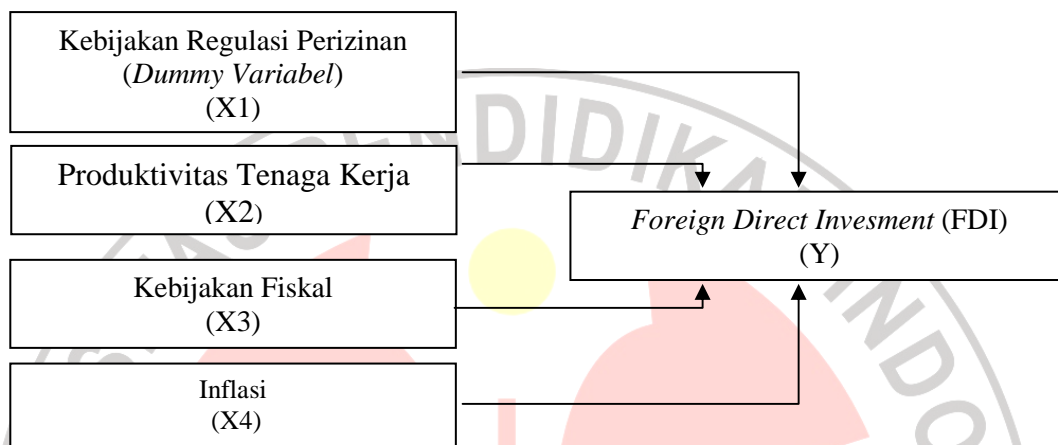 Kebijakan Regulasi Perizinan
(Dummy Variabel)
(X1)
Produktivitas Tenaga Kerja
(X2)
Foreign Direct Invesment (FDI)
(Y)
Kebijakan Fiskal
(X3)
Inflasi
(X4)